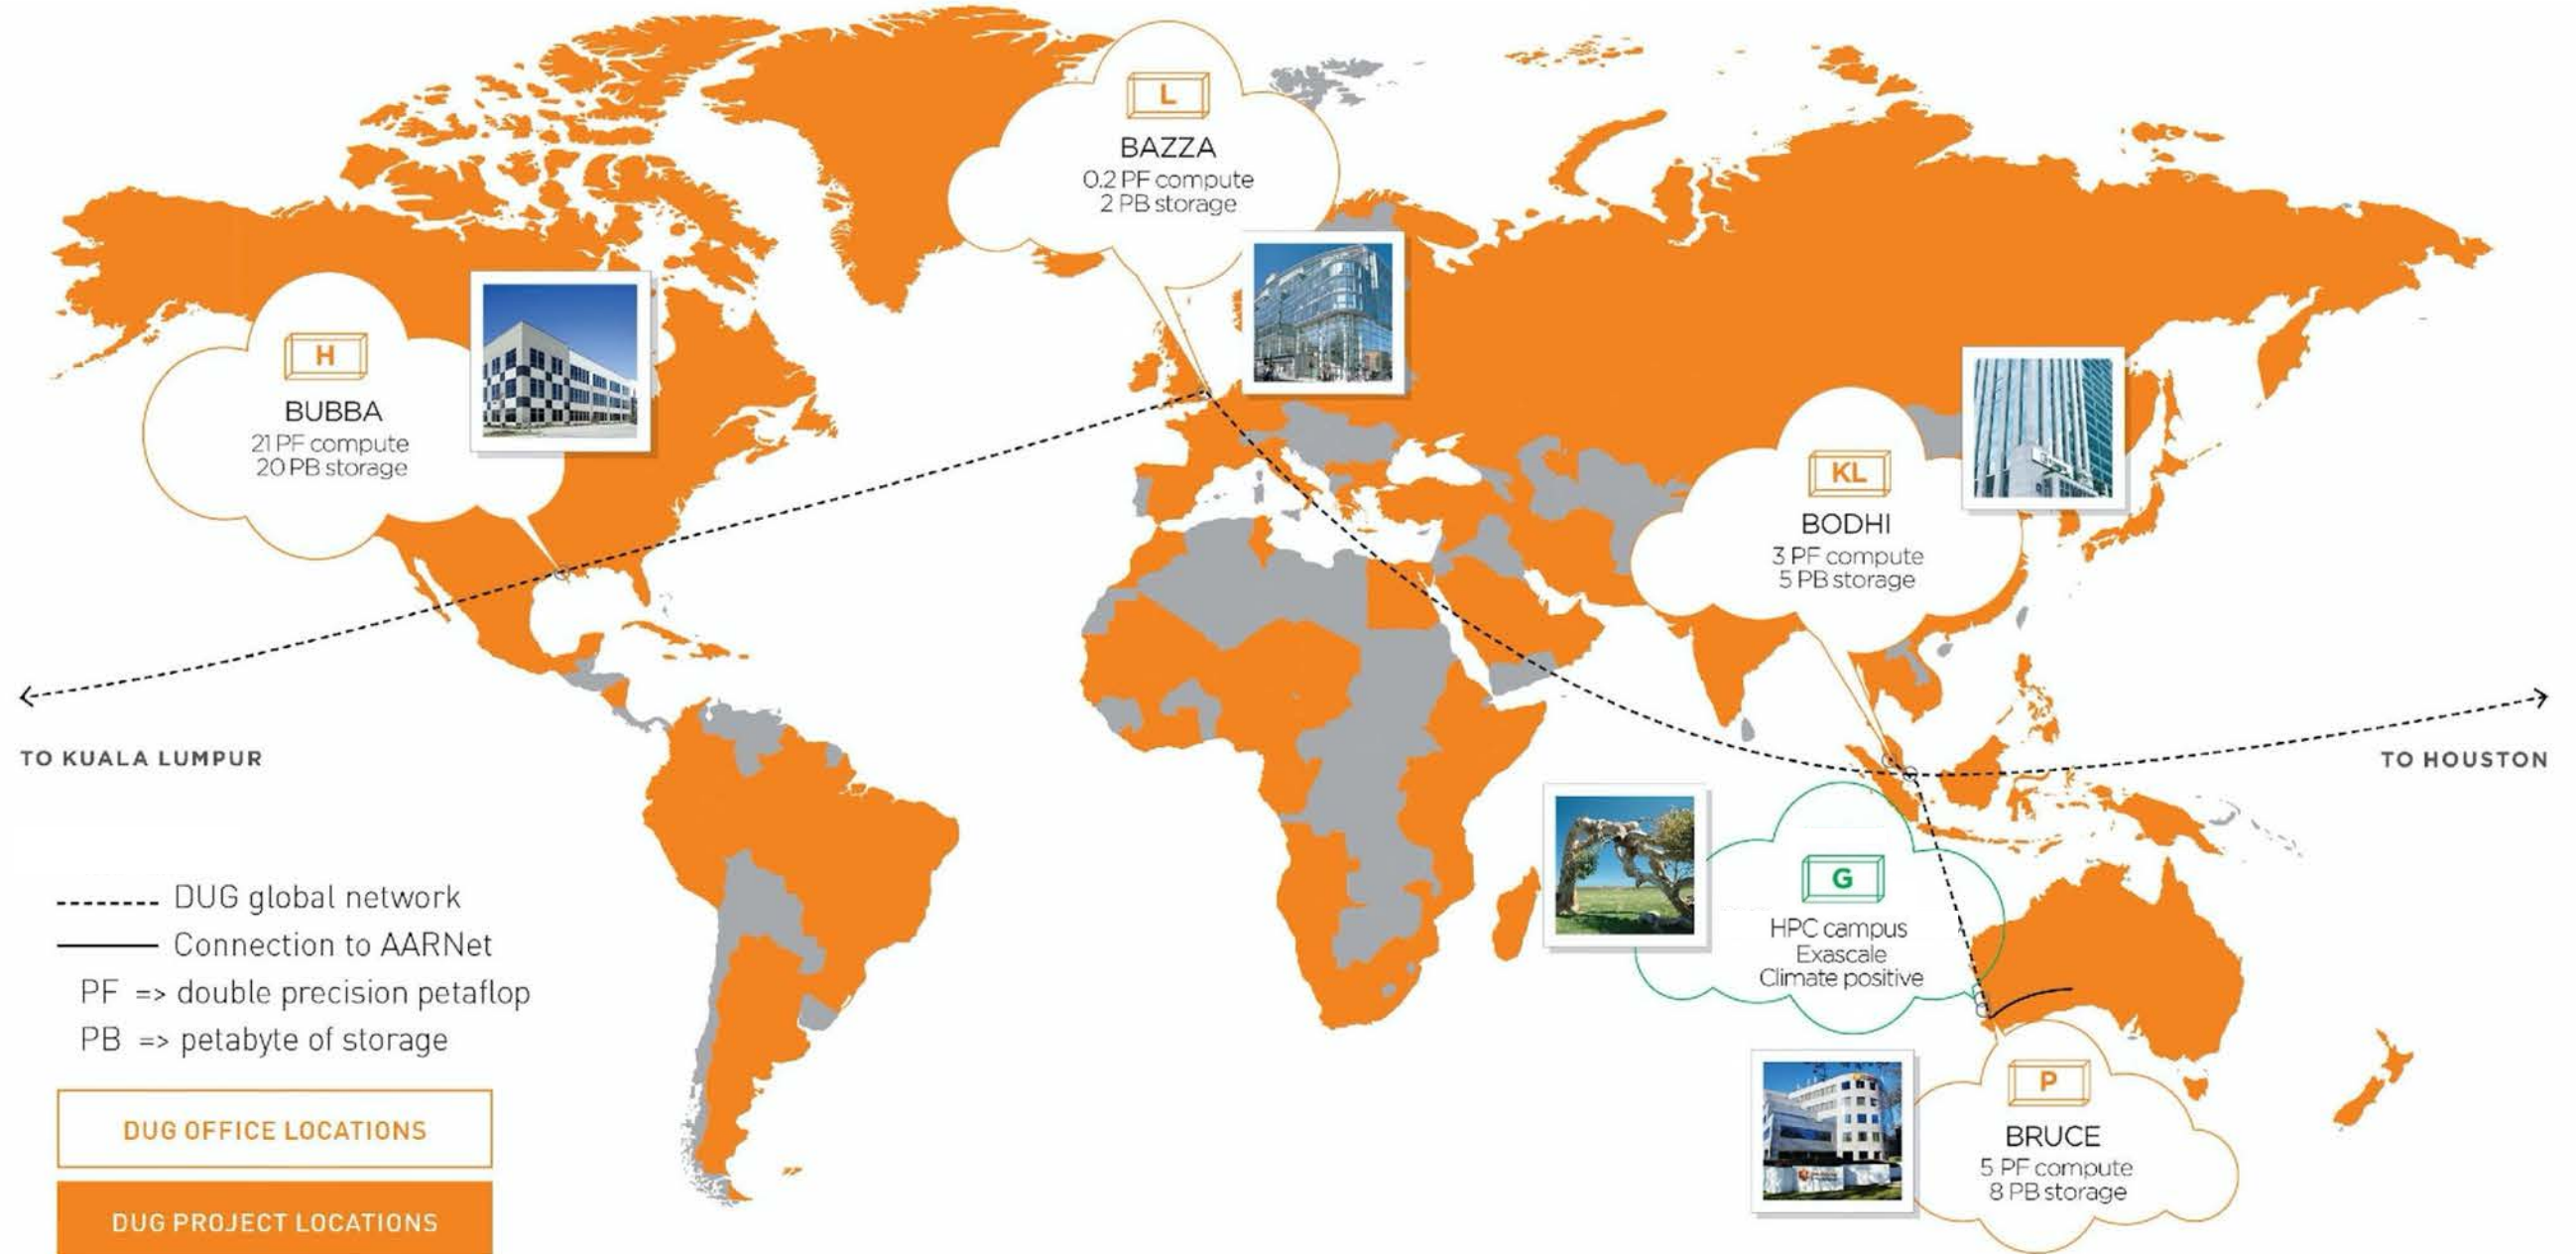 L
BAZZA
0.2 PF compute
2 PB storage
H
BUBBA
21 PF compute
20 PB storage
KL
BODHI
3 PF compute
5 PB storage
TO KUALA LUMPUR
TO HOUSTON
G
HPC campus
Exascale
Climate positive
P
BRUCE
5 PF compute
8 PB storage
DUG global network
Connection to AARNet
PF => double precision petaflop
PB => petabyte of storage
DUG OFFICE LOCATIONS
DUG PROJECT LOCATIONS